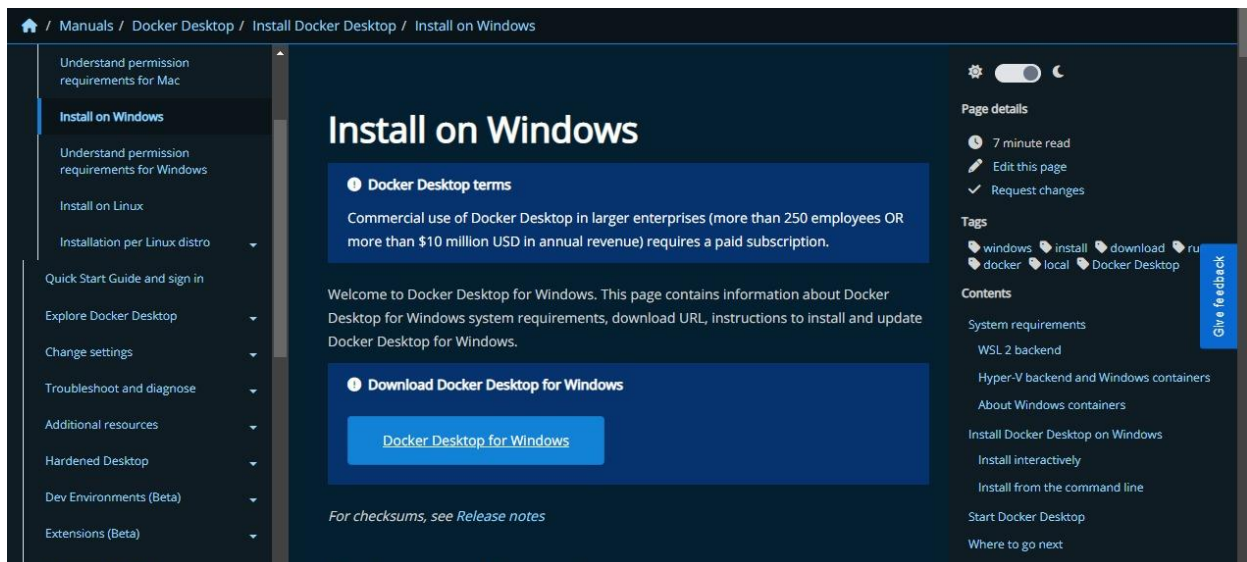 / Manuals / Docker Desktop / Install Docker Desktop / Install on Windows
Understand permission
requirements for Mac
Install on Windows
Understand permission
requirements for Windows
Install on Linux
Installation per Linux distro
Quick Start Guide and sign in
Explore Docker Desktop
Change settings
Troubleshoot and diagnose
Additional resources
Hardened Desktop
Dev Environments (Beta)
Extensions (Beta)
Install on Windows
Docker Desktop terms
Commercial use of Docker Desktop in larger enterprises (more than 250 employees OR
more than $10 million USD in annual revenue) requires a paid subscription.
Welcome to Docker Desktop for Windows. This page contains information about Docker
Desktop for Windows system requirements, download URL, instructions to install and update
Docker Desktop for Windows.
Download Docker Desktop for Windows
Docker Desktop for Windows
For checksums, see Release notes
Page details
7 minute read
Edit this page
Request changes
Tags
windows install download ru
docker local Docker Desktop
Contents
System requirements
WSL 2 backend
Hyper-V backend and Windows containers
About Windows containers
Install Docker Desktop on Windows
Install interactively
Install from the command line
Start Docker Desktop
Where to go next
Give feedback